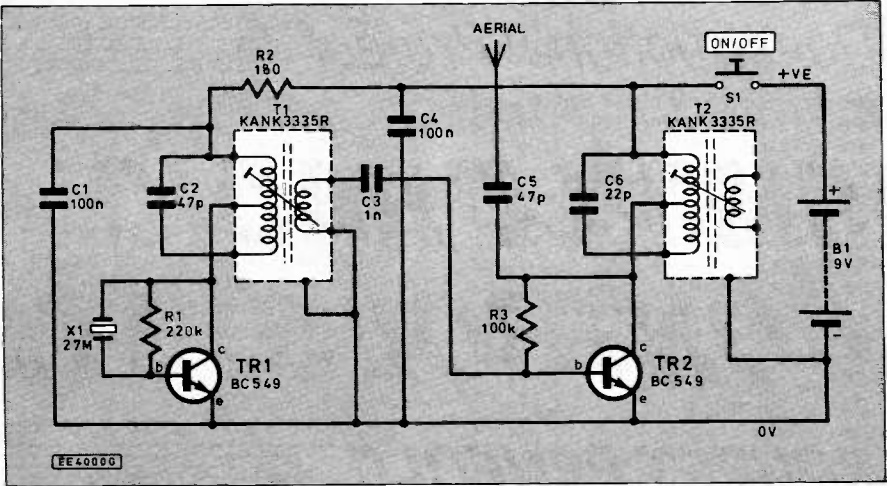 AERIAL
ON/OFF
+VE
S1
R2
180
T1
KANK3335R
C4
100n
T2
KANK3335R
C1
100n
C2
47p
C3
1n
C5
47p
C6
22p
+
B1
9V
-
X1
27M
R1
220k
c
b
e
TR1
BC549
R3
100k
c
b
e
TR2
BC549
0V
EE4000G